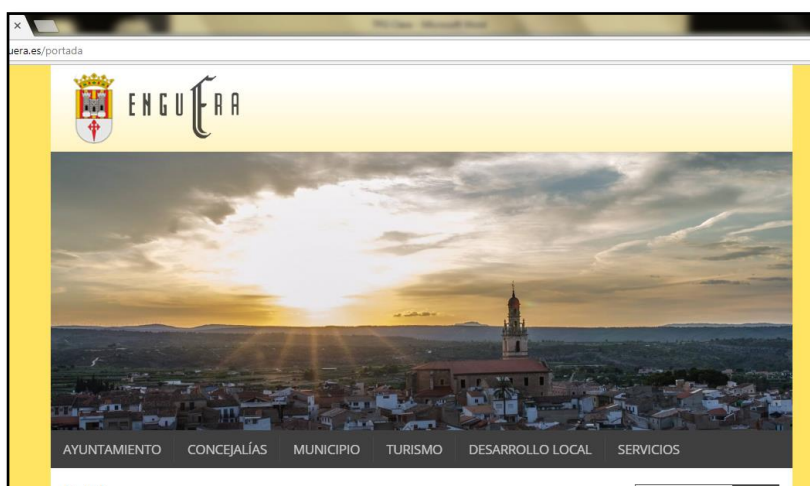 ×
uera.es/portada
ENGUERA
AYUNTAMIENTO CONCEJALÍAS MUNICIPIO TURISMO DESARROLLO LOCAL SERVICIOS